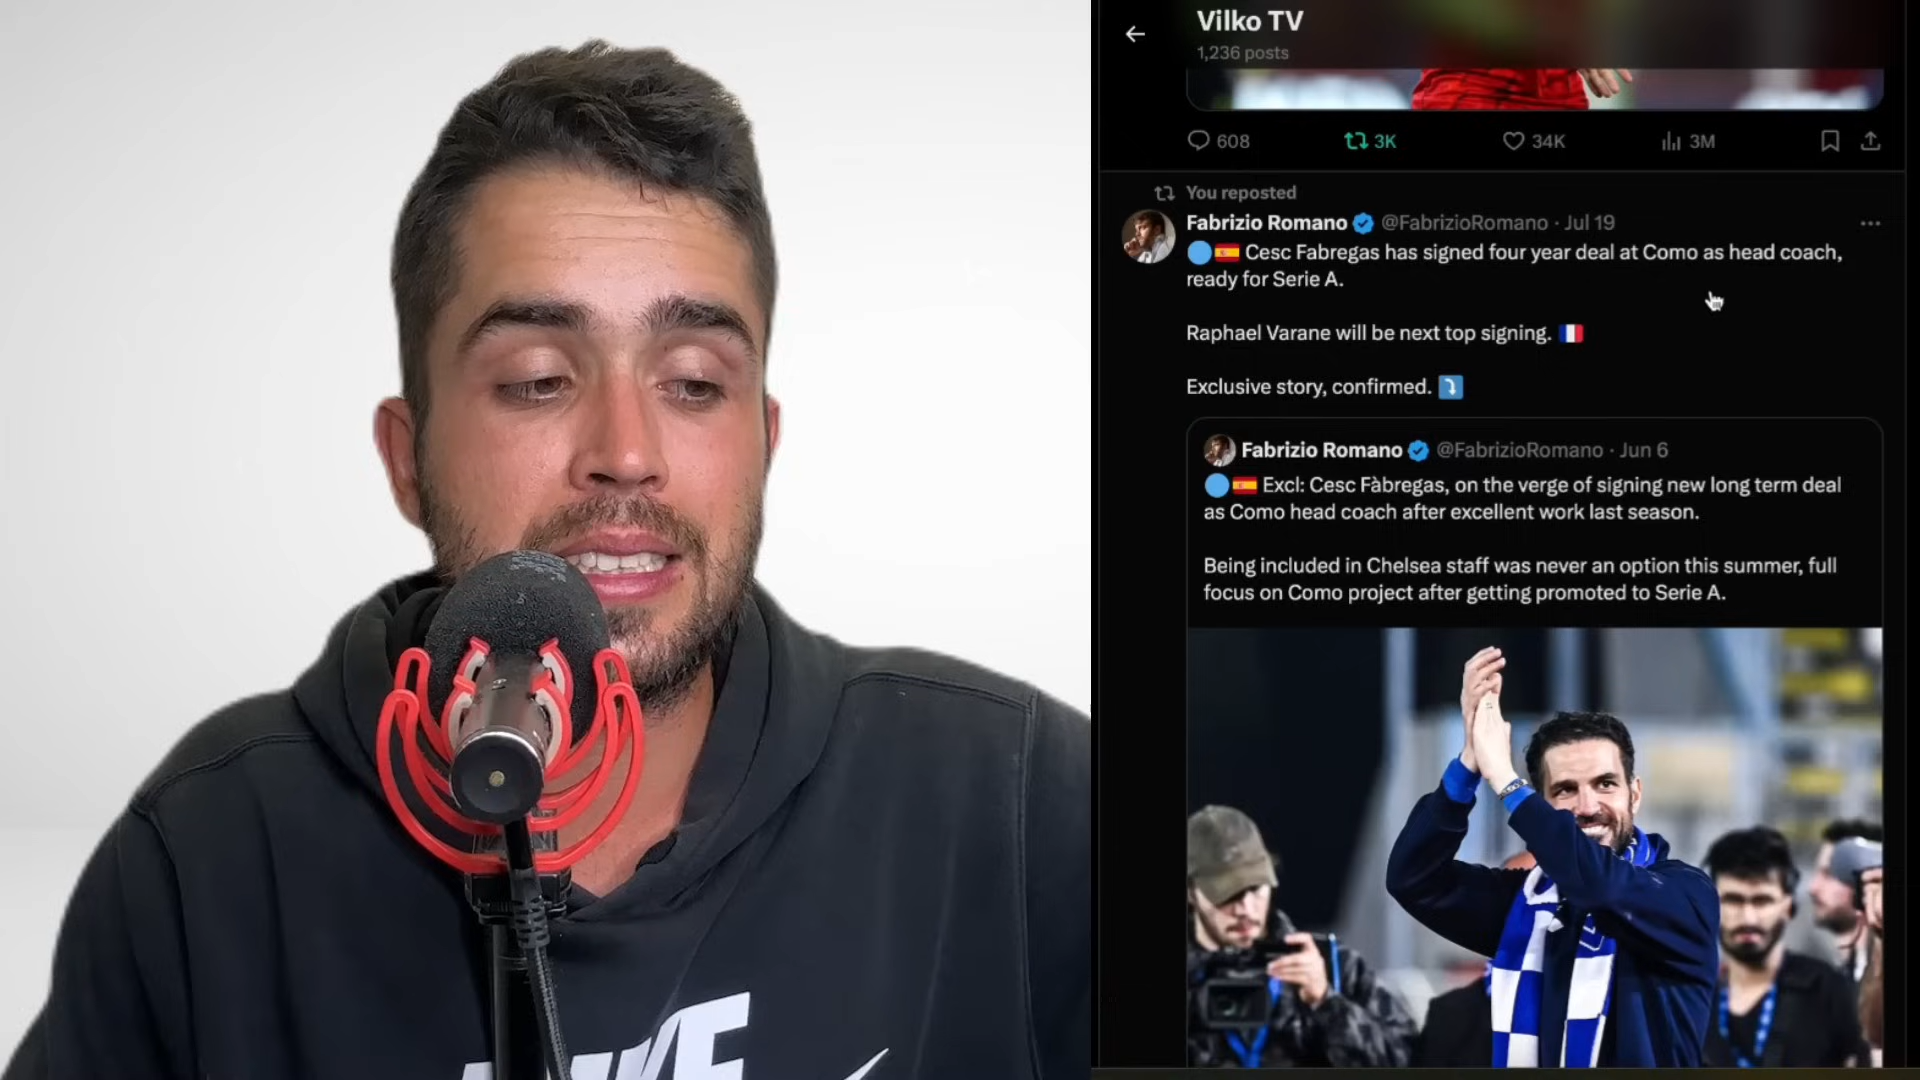 Vilko TV
1,236 posts
608 3K 34K 3M
You reposted
Fabrizio Romano @FabrizioRomano · Jul 19
Cesc Fabregas has signed four year deal at Como as head coach,
ready for Serie A.
Raphael Varane will be next top signing.
Exclusive story, confirmed.
Fabrizio Romano @FabrizioRomano · Jun 6
Excl: Cesc Fàbregas, on the verge of signing new long term deal
as Como head coach after excellent work last season.
Being included in Chelsea staff was never an option this summer, full
focus on Como project after getting promoted to Serie A.
NIKE